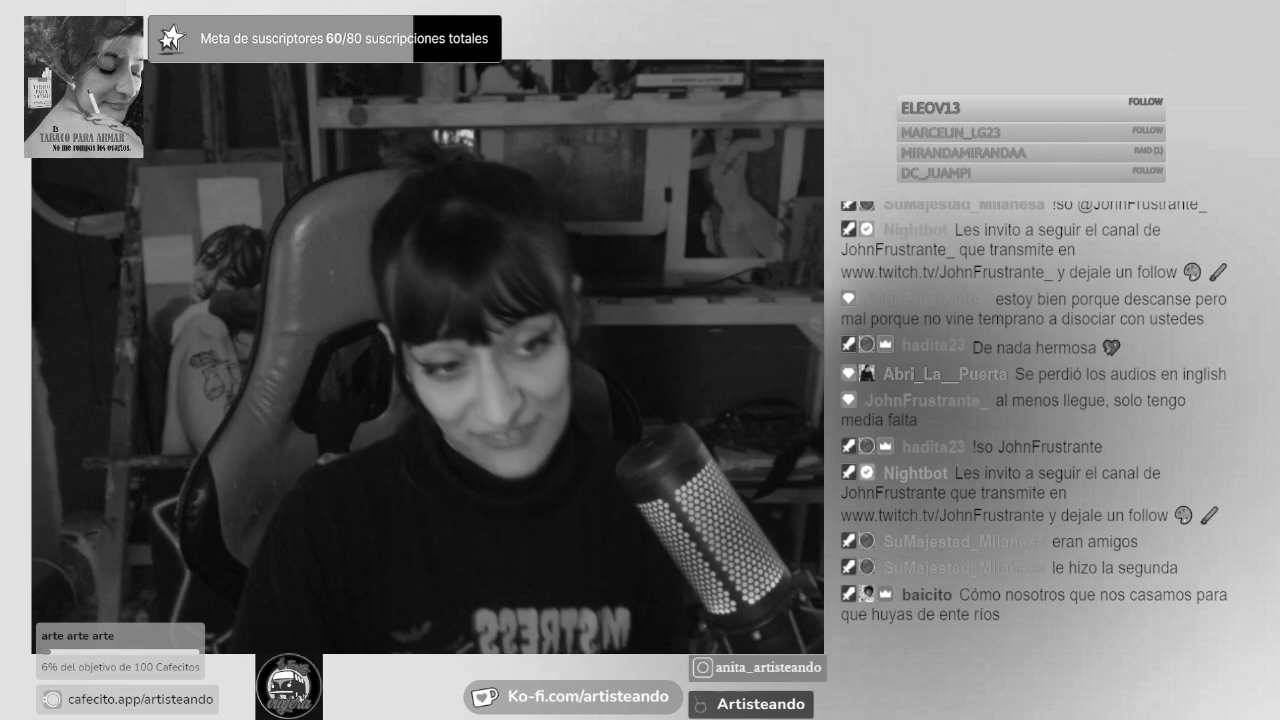 Meta de suscriptores 60/80 suscripciones totales
Es
TABACO PARA ARMAR
No me rompais los ovarios.
ELEOV13 FOLLOW
MARCELIN_LG23 FOLLOW
MIRANDAMIRANDAA RAID (1)
DC_JUAMPI FOLLOW
SuMajestad_Milanesa !so @JohnFrustrante_
Nightbot Les invito a seguir el canal de
JohnFrustrante_ que transmite en
www.twitch.tv/JohnFrustrante_ y dejale un follow
JohnFrustrante_ estoy bien porque descanse pero
mal porque no vine temprano a disociar con ustedes
hadita23 De nada hermosa
Abri_La__Puerta Se perdió los audios en inglish
JohnFrustrante_ al menos llegue, solo tengo
media falta
hadita23 !so JohnFrustrante
Nightbot Les invito a seguir el canal de
JohnFrustrante que transmite en
www.twitch.tv/JohnFrustrante y dejale un follow
SuMajestad_Milanesa eran amigos
SuMajestad_Milanesa le hizo la segunda
baicito Cómo nosotros que nos casamos para
que huyas de ente ríos
arte arte arte
6% del objetivo de 100 Cafecitos
cafecito.app/artisteando
viajera
Ko-fi.com/artisteando
anita_artisteando
Artisteando